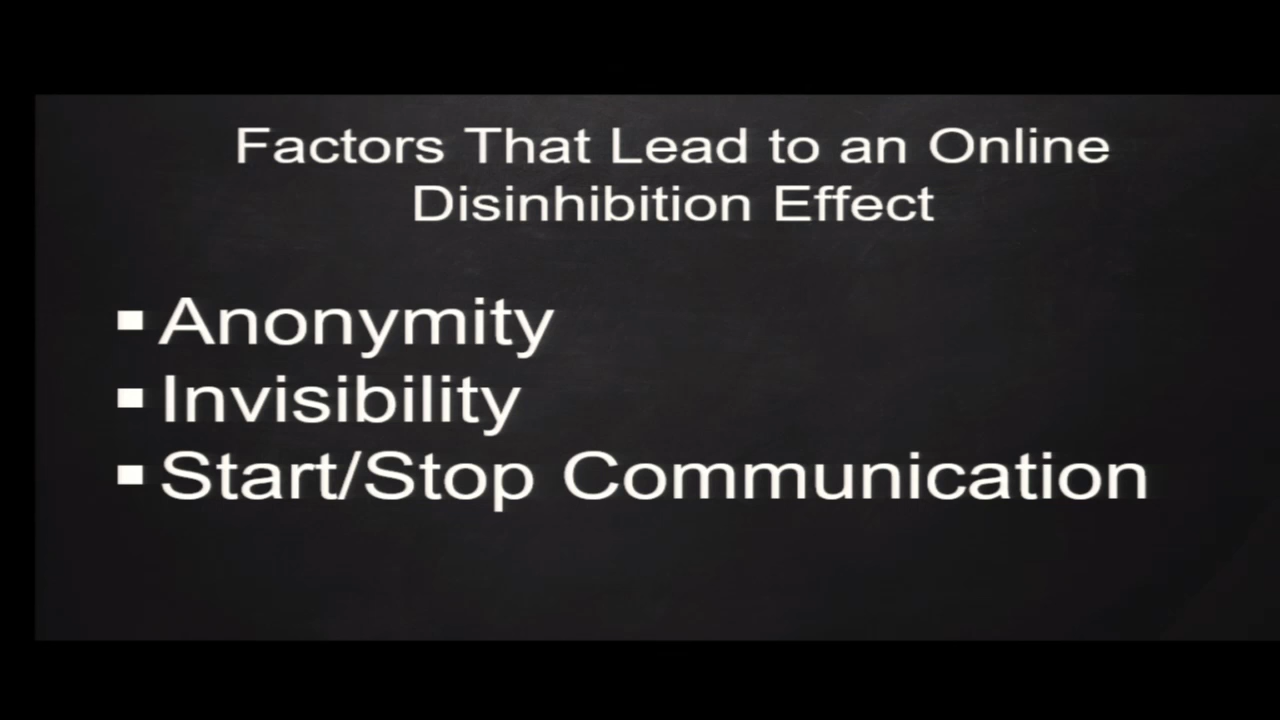 Factors That Lead to an Online
Disinhibition Effect
▪ Anonymity
▪ Invisibility
▪ Start/Stop Communication